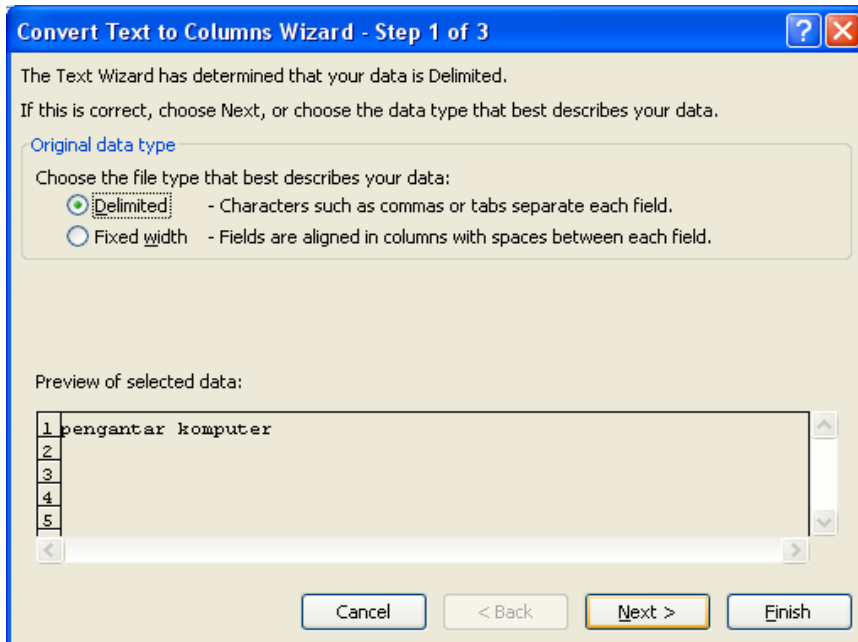 Convert Text to Columns Wizard - Step 1 of 3
The Text Wizard has determined that your data is Delimited.
If this is correct, choose Next, or choose the data type that best describes your data.
Original data type
Choose the file type that best describes your data:
Delimited - Characters such as commas or tabs separate each field.
Fixed width - Fields are aligned in columns with spaces between each field.
Preview of selected data:
1 pengantar komputer
2
3
4
5
Cancel < Back Next > Finish